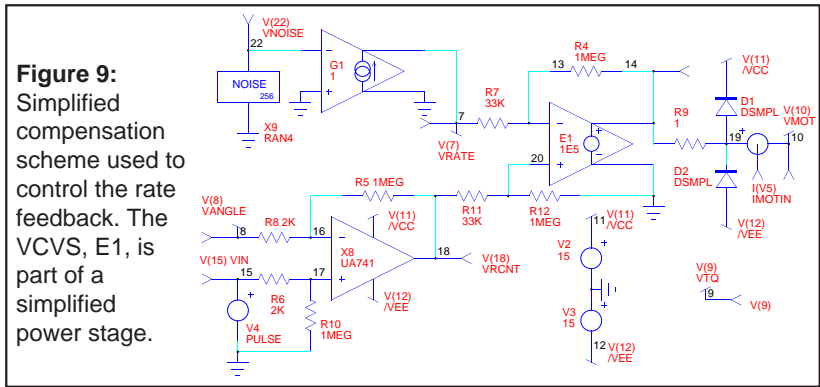 Figure 9:
Simplified
compensation
scheme used to
control the rate
feedback. The
VCVS, E1, is
part of a
simplified
power stage.
V(22)
VNOISE
22
NOISE
256
X9
RAN4
G1
1
7
V(7)
VRATE
R7
33K
13
R4
1MEG
14
V(11)
/VCC
E1
1E5
20
R9
1
D1
DSMPL
19
V(10)
VMOT
10
D2
DSMPL
I(V5)
IMOTIN
V(12)
/VEE
V(8)
VANGLE
8
R8 2K
16
R5 1MEG
V(11)
/VCC
R11
33K
R12
1MEG
X8
UA741
18
V(18)
VRCNT
V(15) VIN
15
R6
2K
17
V(12)
/VEE
V4
PULSE
R10
1MEG
V(11)
11
/VCC
V2
15
V3
15
12
V(12)
/VEE
V(9)
VTQ
9
V(9)